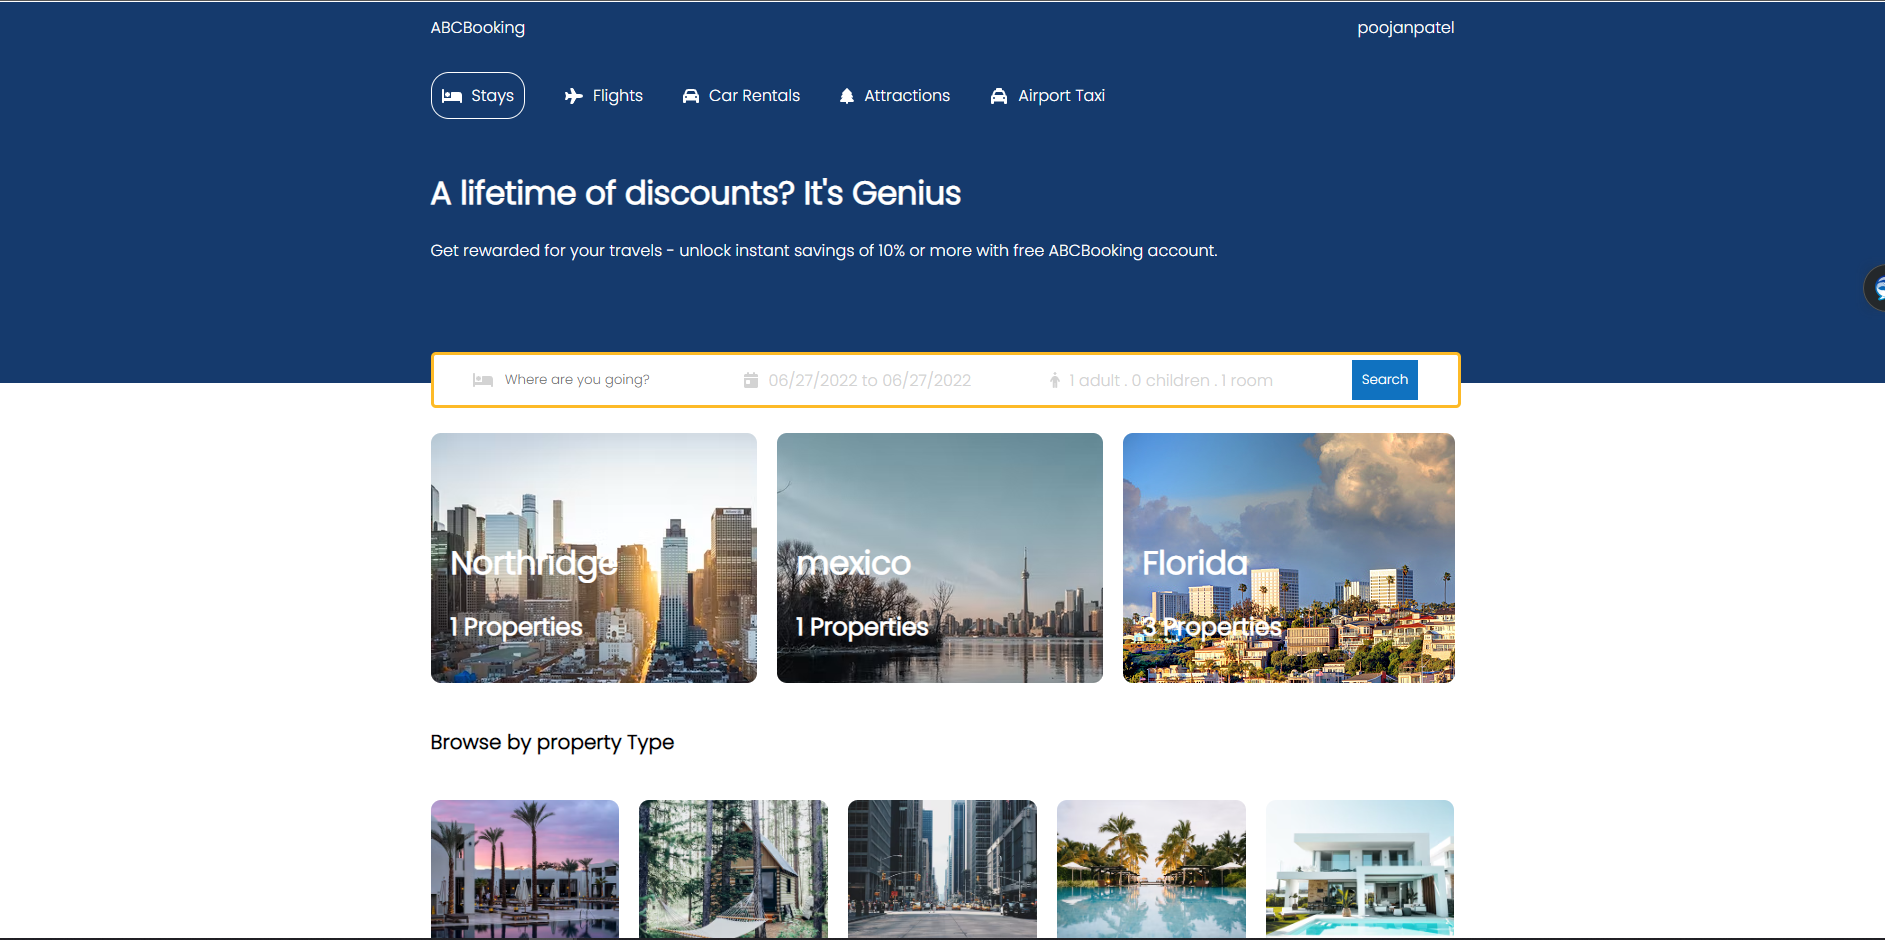 ABCBooking
poojanpatel
Stays
Flights
Car Rentals
Attractions
Airport Taxi
A lifetime of discounts? It's Genius
Get rewarded for your travels - unlock instant savings of 10% or more with free ABCBooking account.
Where are you going?
06/27/2022 to 06/27/2022
1 adult . 0 children . 1 room
Search
Northridge
1 Properties
mexico
1 Properties
Florida
3 Properties
Browse by property Type